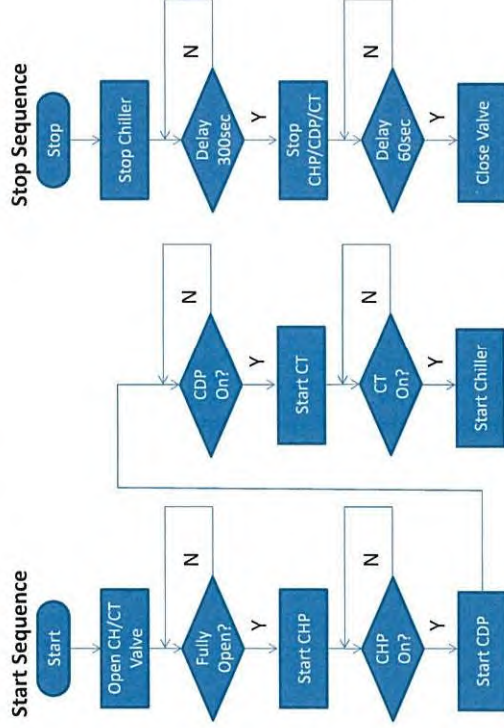 Start Sequence
Start
Open CH/CT
Valve
Fully
Open?
N
Y
Start CHP
CHP
On?
N
Y
Start CDP
CDP
On?
N
Y
Start CT
CT
On?
N
Y
Start Chiller
Stop Sequence
Stop
Stop Chiller
Delay
300sec
N
Y
Stop
CHP/CDP/CT
Delay
60sec
N
Y
Close Valve